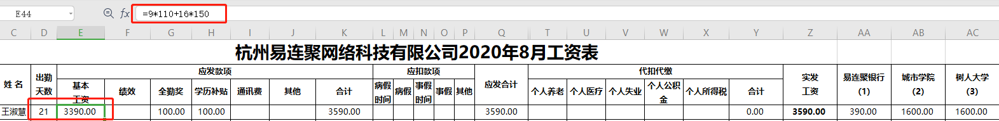 E44 fx =9*110+16*150
C D E F G H I J K L M N O P Q T U V W X Y Z AA AB AC
杭州易连聚网络科技有限公司2020年8月工资表
姓 名 出勤天数 应发款项 应扣款项 应发合计 代扣代缴 实发工资 易连聚银行(1) 城市学院(2) 树人大学(3)
基本工资 绩效 全勤奖 学历补贴 通讯费 其他 合计 病假时间 病假 事假时间 事假 其他 个人养老 个人医疗 个人失业 个人公积金 个人所得税 合计
王淑慧 21 3390.00 100.00 100.00 3590.00 3590.00 0.00 3590.00 390.00 1600.00 1600.00